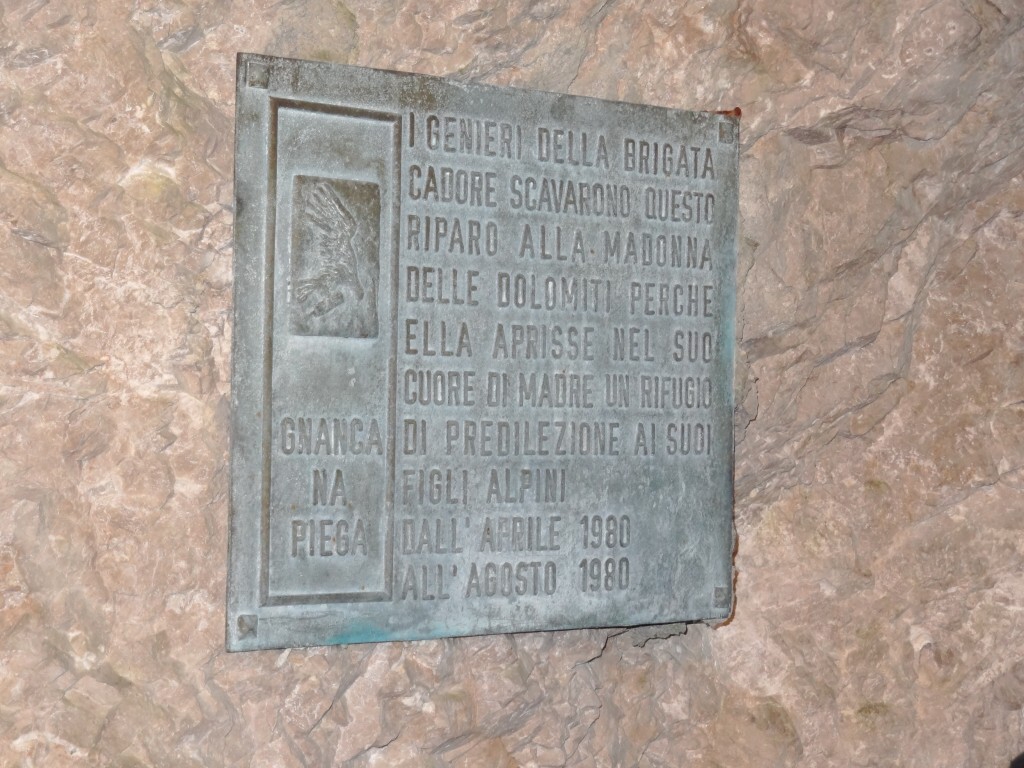 I GENIERI DELLA BRIGATA
CADORE SCAVARONO QUESTO
RIPARO ALLA MADONNA
DELLE DOLOMITI PERCHE
ELLA APRISSE NEL SUO
CUORE DI MADRE UN RIFUGIO
DI PREDILEZIONE AI SUOI
FIGLI ALPINI
DALL' APRILE 1980
ALL' AGOSTO 1980
GNANCA
NA
PIEGA